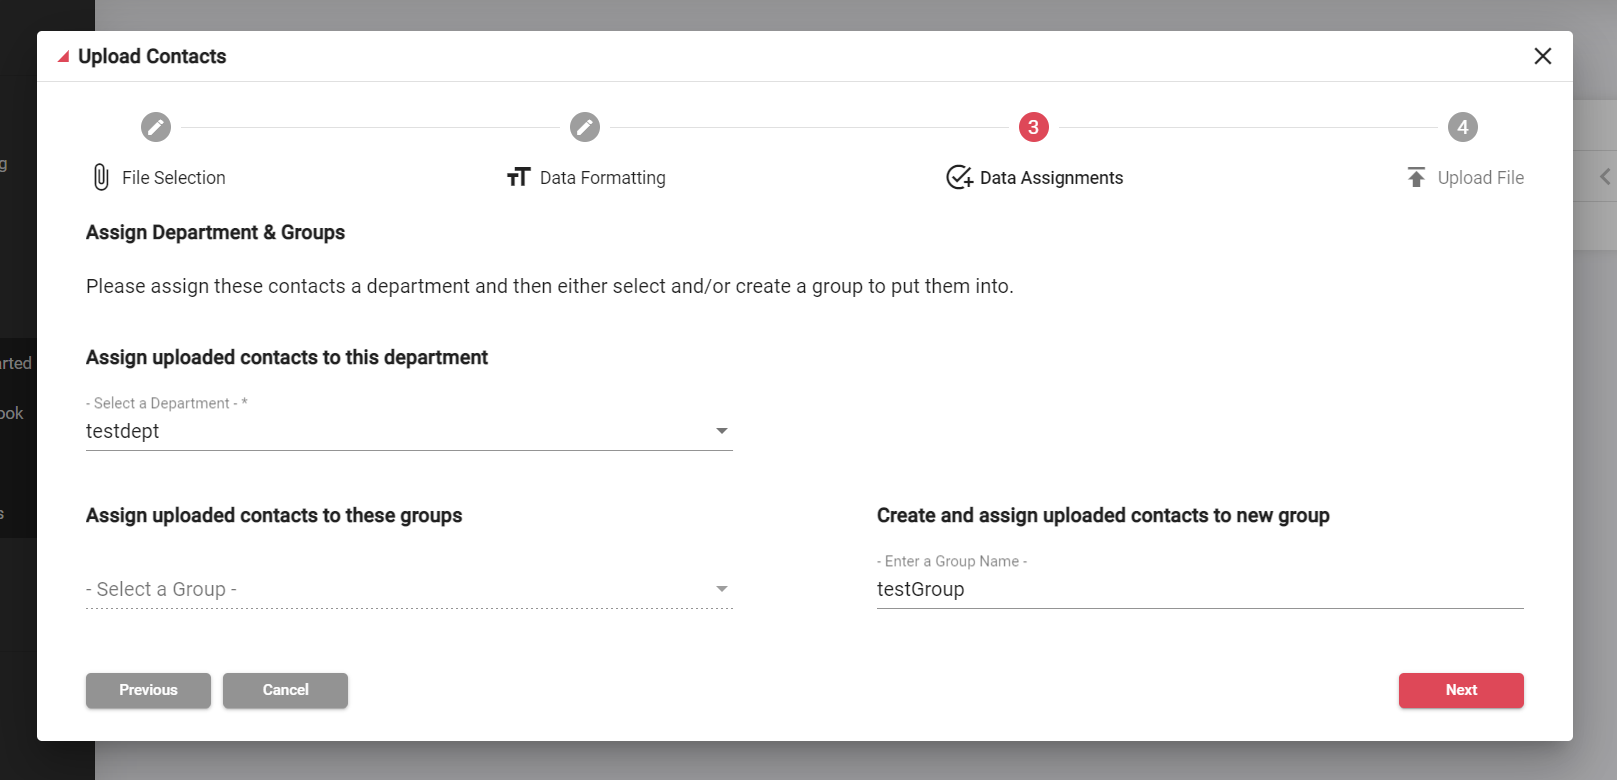 Upload Contacts
3
4
File Selection
Data Formatting
Data Assignments
Upload File
Assign Department & Groups
Please assign these contacts a department and then either select and/or create a group to put them into.
Assign uploaded contacts to this department
- Select a Department - *
testdept
Assign uploaded contacts to these groups
- Select a Group -
Create and assign uploaded contacts to new group
- Enter a Group Name -
testGroup
Previous
Cancel
Next